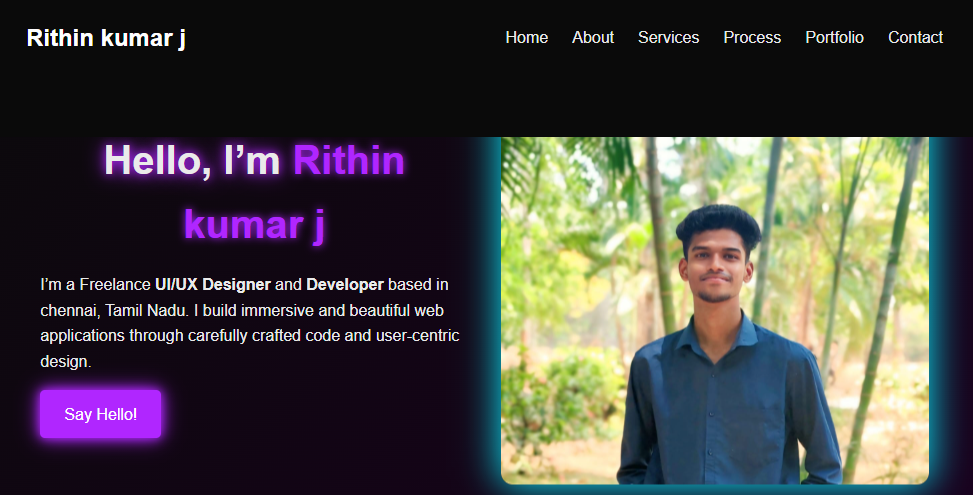 Rithin kumar j
Home About Services Process Portfolio Contact
Hello, I’m Rithin
kumar j
I’m a Freelance UI/UX Designer and Developer based in
chennai, Tamil Nadu. I build immersive and beautiful web
applications through carefully crafted code and user-centric
design.
Say Hello!